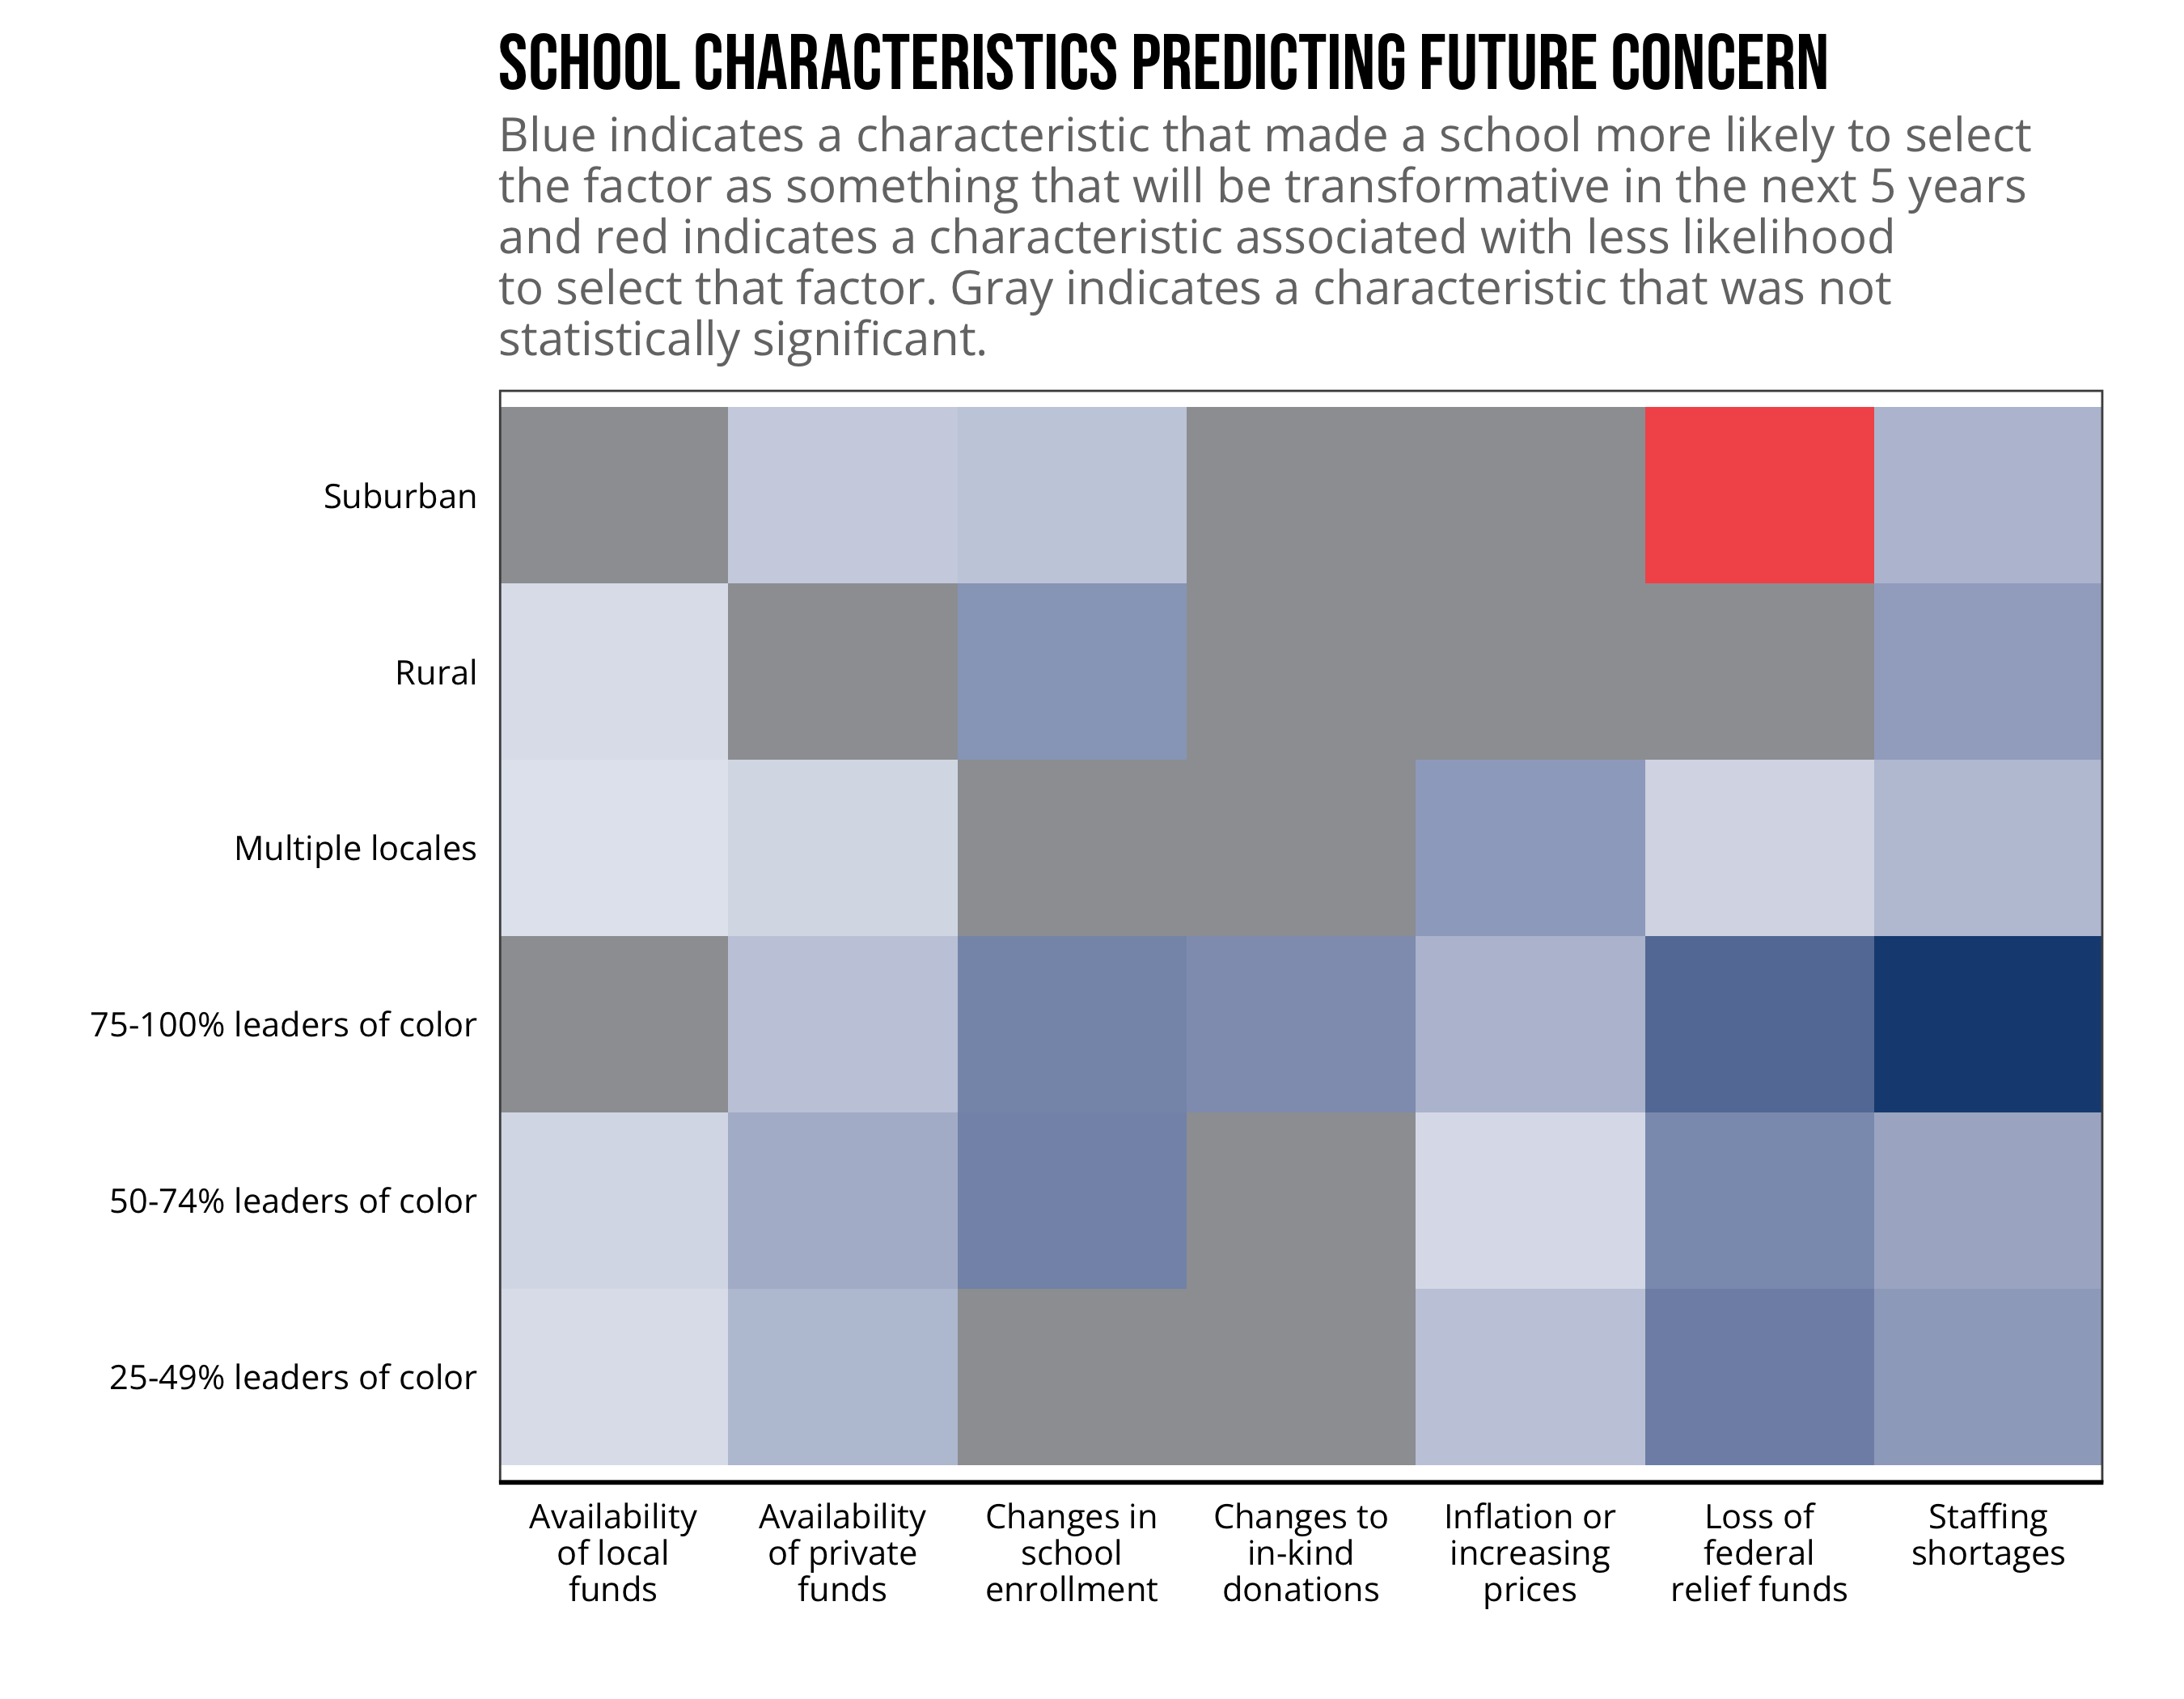 SCHOOL CHARACTERISTICS PREDICTING FUTURE CONCERN
Blue indicates a characteristic that made a school more likely to select
the factor as something that will be transformative in the next 5 years
and red indicates a characteristic associated with less likelihood
to select that factor. Gray indicates a characteristic that was not
statistically significant.
Suburban
Rural
Multiple locales
75-100% leaders of color
50-74% leaders of color
25-49% leaders of color
Availability
of local
funds
Availability
of private
funds
Changes in
school
enrollment
Changes to
in-kind
donations
Inflation or
increasing
prices
Loss of
federal
relief funds
Staffing
shortages